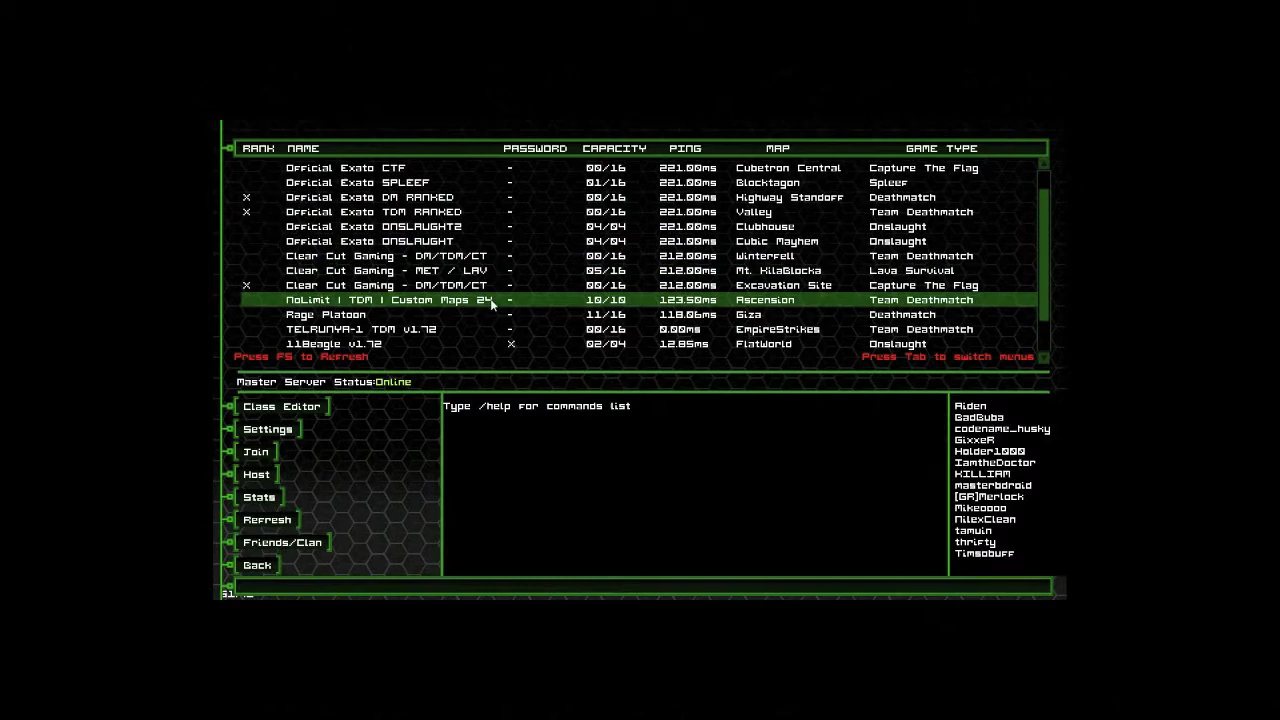 RANK NAME PASSWORD CAPACITY PING MAP GAME TYPE
Official Exato CTF - 00/16 221.00ms Cubetron Central Capture The Flag
Official Exato SPLEEF - 01/16 221.00ms Blocktagon Spleef
X Official Exato DM RANKED - 00/16 221.00ms Highway Standoff Deathmatch
X Official Exato TDM RANKED - 00/16 221.00ms Valley Team Deathmatch
Official Exato ONSLAUGHT2 - 04/04 221.00ms Clubhouse Onslaught
Official Exato ONSLAUGHT - 04/04 221.00ms Cubic Mayhem Onslaught
Clear Cut Gaming - DM/TDM/CT - 00/16 212.00ms Winterfell Team Deathmatch
Clear Cut Gaming - MET / LAV - 05/16 212.00ms Mt. KilaBlocka Lava Survival
X Clear Cut Gaming - DM/TDM/CT - 00/16 212.00ms Excavation Site Capture The Flag
NoLimit | TDM | Custom Maps 24 - 10/10 123.50ms Ascension Team Deathmatch
Rage Platoon - 11/16 118.06ms Giza Deathmatch
TELRUNYA-1 TDM v1.72 - 00/16 0.00ms EmpireStrikes Team Deathmatch
118eagle v1.72 X 02/04 12.85ms FlatWorld Onslaught
Press F5 to Refresh Press Tab to switch menus
Master Server Status:Online
Class Editor
Settings
Join
Host
Stats
Refresh
Friends/Clan
Back
Type /help for commands list
Aiden
BadBuba
codename_husky
GixxeR
Holder1000
IamtheDoctor
KILLIAM
masterbdroid
[GR]Merlock
Mikeoooo
NilexClean
tamuin
thrifty
Timsobuff